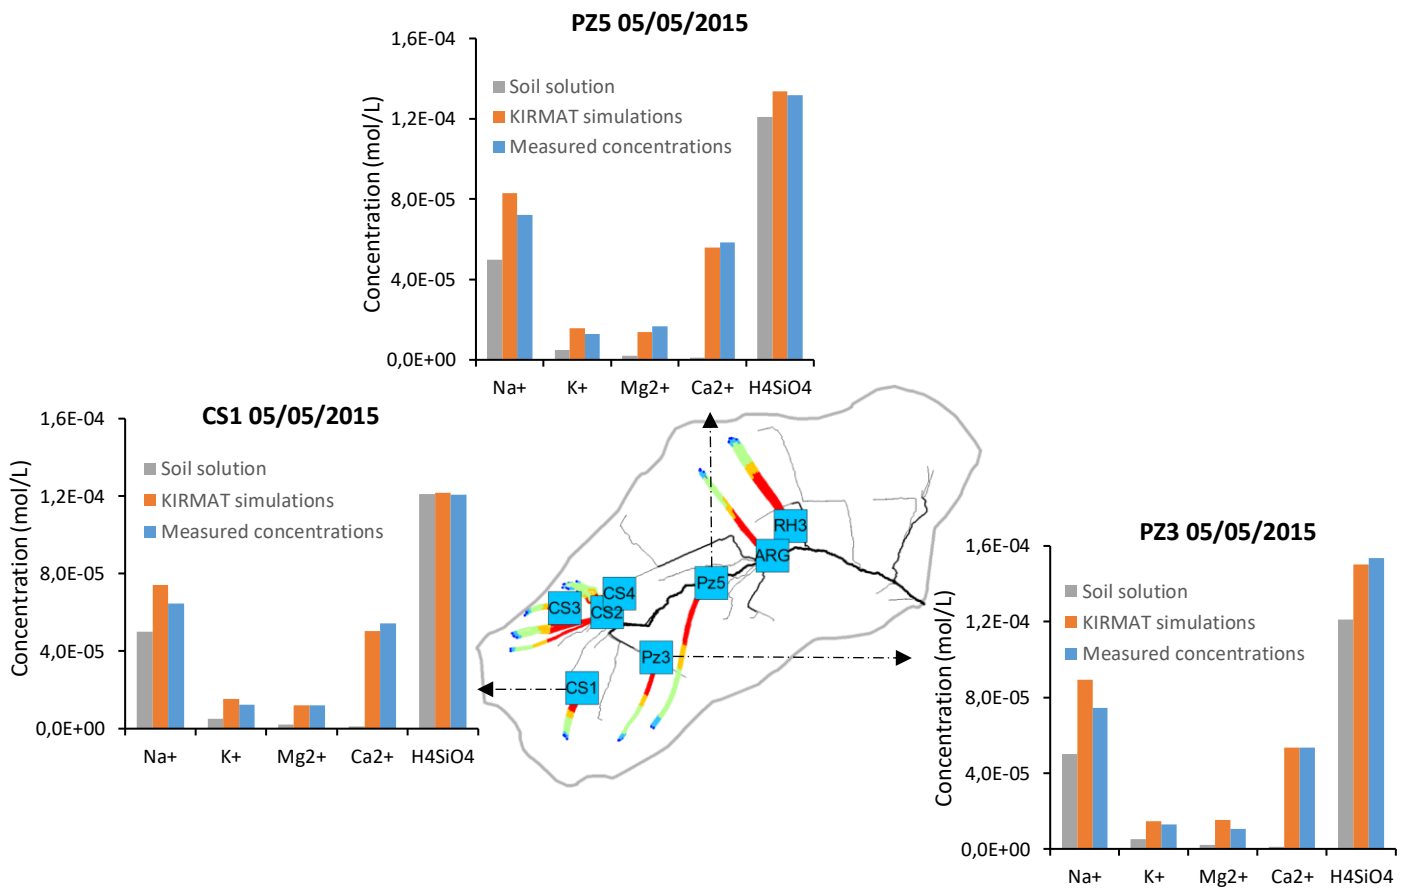 PZ5 05/05/2015
Concentration (mol/L)
1,6E-04
1,2E-04
8,0E-05
4,0E-05
0,0E+00
Soil solution
KIRMAT simulations
Measured concentrations
Na+ K+ Mg2+ Ca2+ H4SiO4
CS1 05/05/2015
Concentration (mol/L)
1,6E-04
1,2E-04
8,0E-05
4,0E-05
0,0E+00
Soil solution
KIRMAT simulations
Measured concentrations
Na+ K+ Mg2+ Ca2+ H4SiO4
RH3
ARG
Pz5
CS4
CS3
CS2
Pz3
CS1
PZ3 05/05/2015
Concentration (mol/L)
1,6E-04
1,2E-04
8,0E-05
4,0E-05
0,0E+00
Soil solution
KIRMAT simulations
Measured concentrations
Na+ K+ Mg2+ Ca2+ H4SiO4